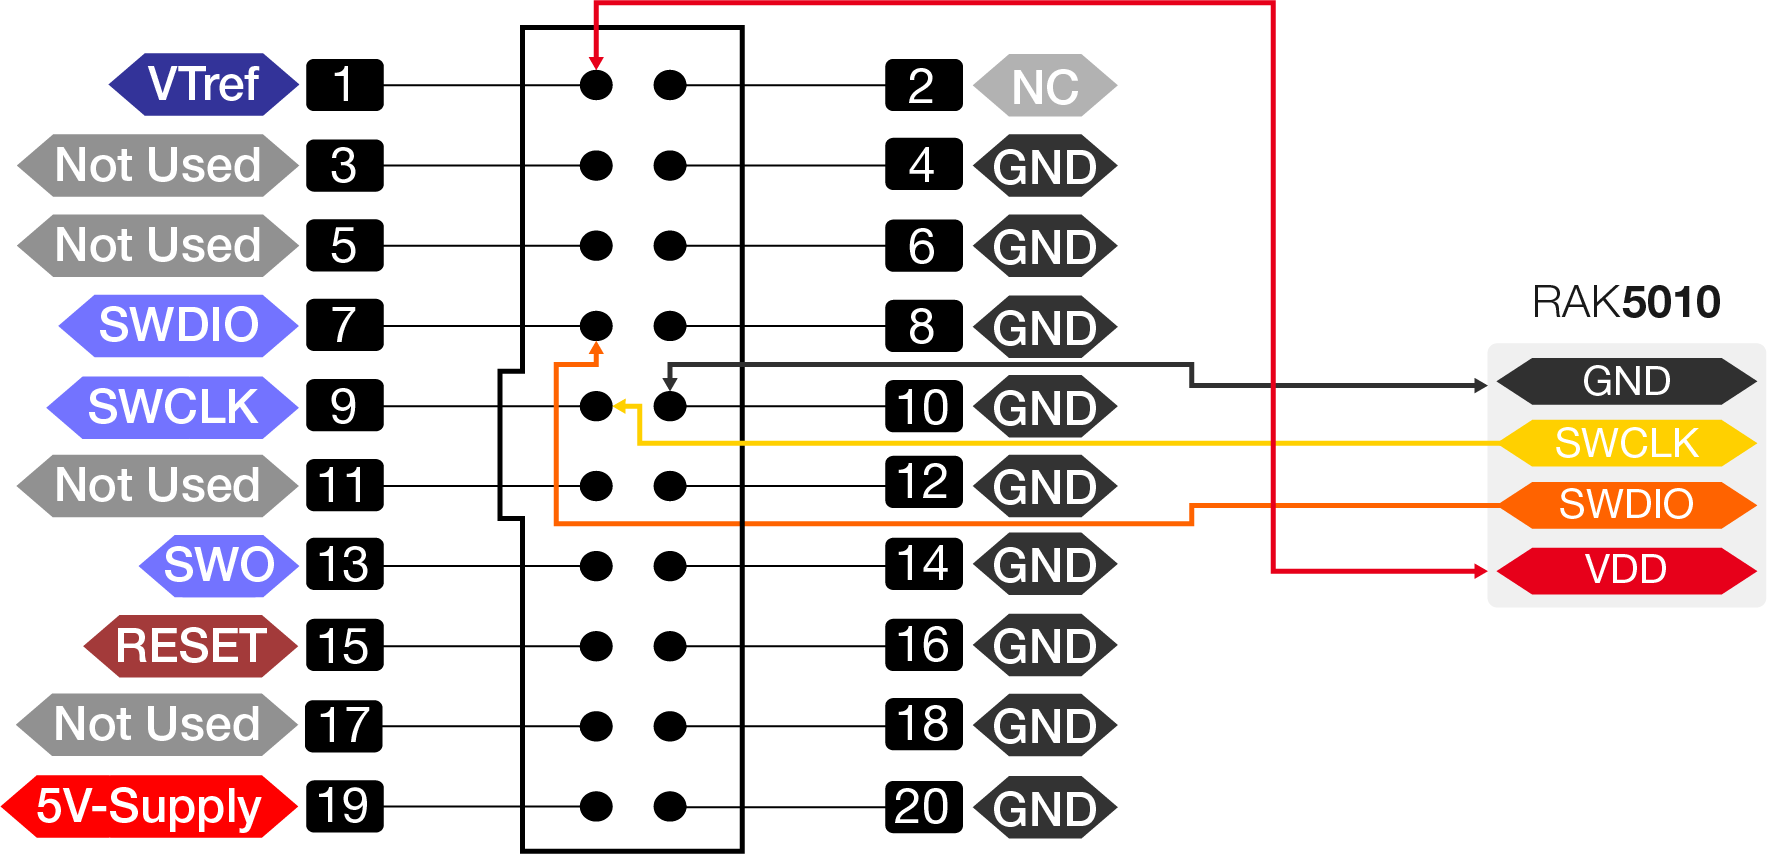 VTref 1 2 NC
Not Used 3 4 GND
Not Used 5 6 GND
SWDIO 7 8 GND
SWCLK 9 10 GND
Not Used 11 12 GND
SWO 13 14 GND
RESET 15 16 GND
Not Used 17 18 GND
5V-Supply 19 20 GND
RAK5010
GND
SWCLK
SWDIO
VDD